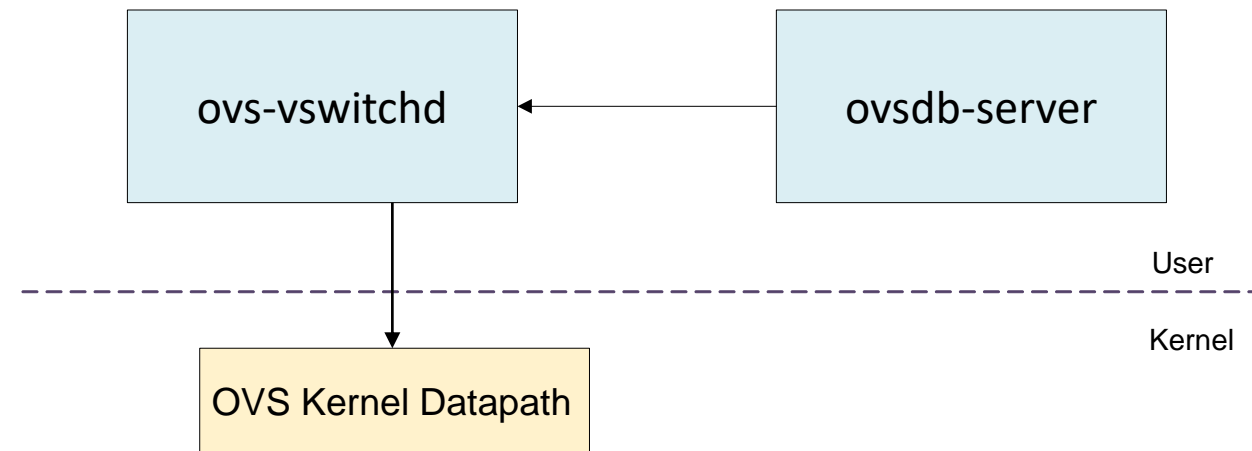 ovs-vswitchd
ovsdb-server
User
Kernel
OVS Kernel Datapath